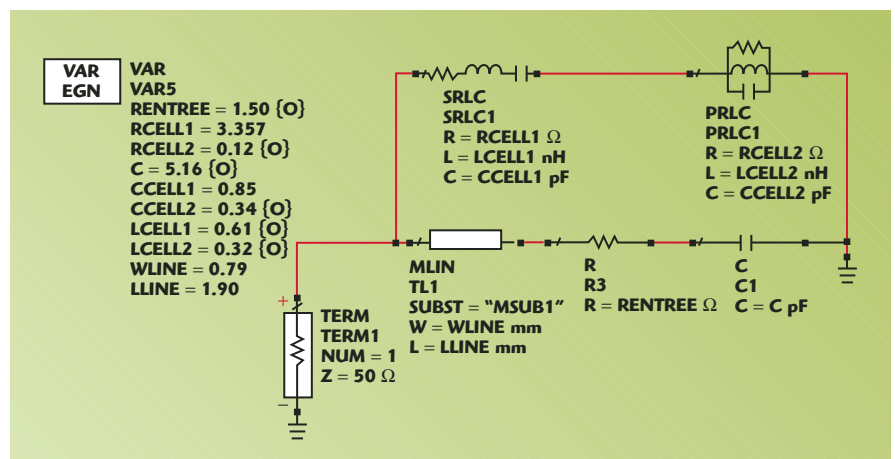 VAR
EGN
VAR
VAR5
RENTREE = 1.50 {O}
RCELL1 = 3.357
RCELL2 = 0.12 {O}
C = 5.16 {O}
CCELL1 = 0.85
CCELL2 = 0.34 {O}
LCELL1 = 0.61 {O}
LCELL2 = 0.32 {O}
WLINE = 0.79
LLINE = 1.90
SRLC
SRLC1
R = RCELL1 Ω
L = LCELL1 nH
C = CCELL1 pF
PRLC
PRLC1
R = RCELL2 Ω
L = LCELL2 nH
C = CCELL2 pF
MLIN
TL1
SUBST = “MSUB1”
W = WLINE mm
L = LLINE mm
R
R3
R = RENTREE Ω
C
C1
C = C pF
+
TERM
TERM1
NUM = 1
Z = 50 Ω
−